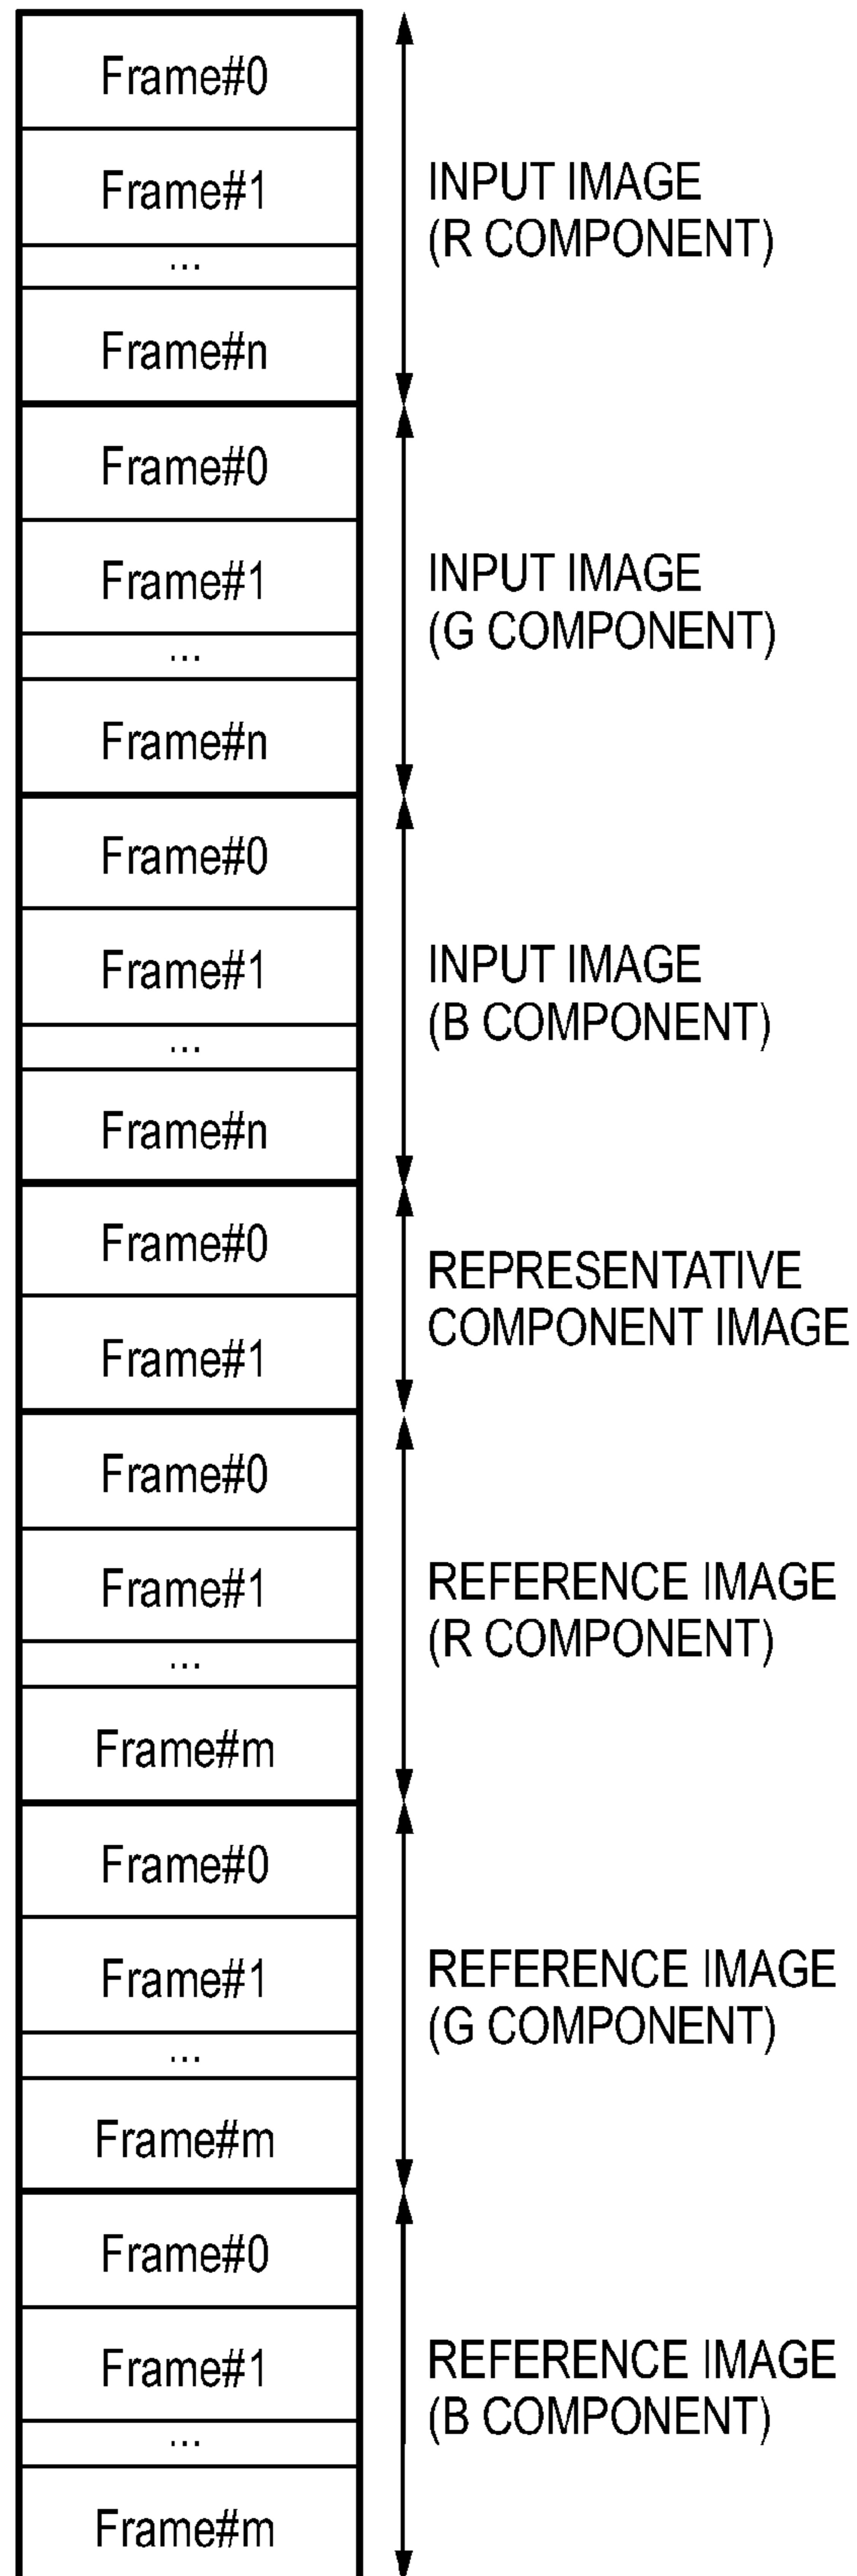 Frame#0
Frame#1
...
Frame#n
INPUT IMAGE
(R COMPONENT)
Frame#0
Frame#1
...
Frame#n
INPUT IMAGE
(G COMPONENT)
Frame#0
Frame#1
...
Frame#n
INPUT IMAGE
(B COMPONENT)
Frame#0
Frame#1
REPRESENTATIVE
COMPONENT IMAGE
Frame#0
Frame#1
...
Frame#m
REFERENCE IMAGE
(R COMPONENT)
Frame#0
Frame#1
...
Frame#m
REFERENCE IMAGE
(G COMPONENT)
Frame#0
Frame#1
...
Frame#m
REFERENCE IMAGE
(B COMPONENT)